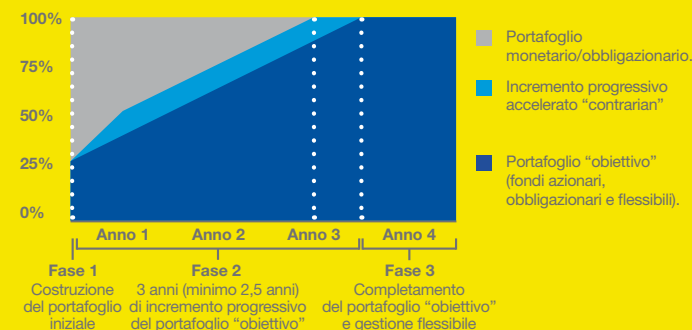 100%
75%
50%
25%
0%
Anno 1
Anno 2
Anno 3
Anno 4
Fase 1
Costruzione
del portafoglio
iniziale
Fase 2
3 anni (minimo 2,5 anni)
di incremento progressivo
del portafoglio “obiettivo”
Fase 3
Completamento
del portafoglio “obiettivo”
e gestione flessibile
Portafoglio
monetario/obbligazionario.
Incremento progressivo
accelerato “contrarian”
Portafoglio “obiettivo”
(fondi azionari,
obbligazionari e flessibili).